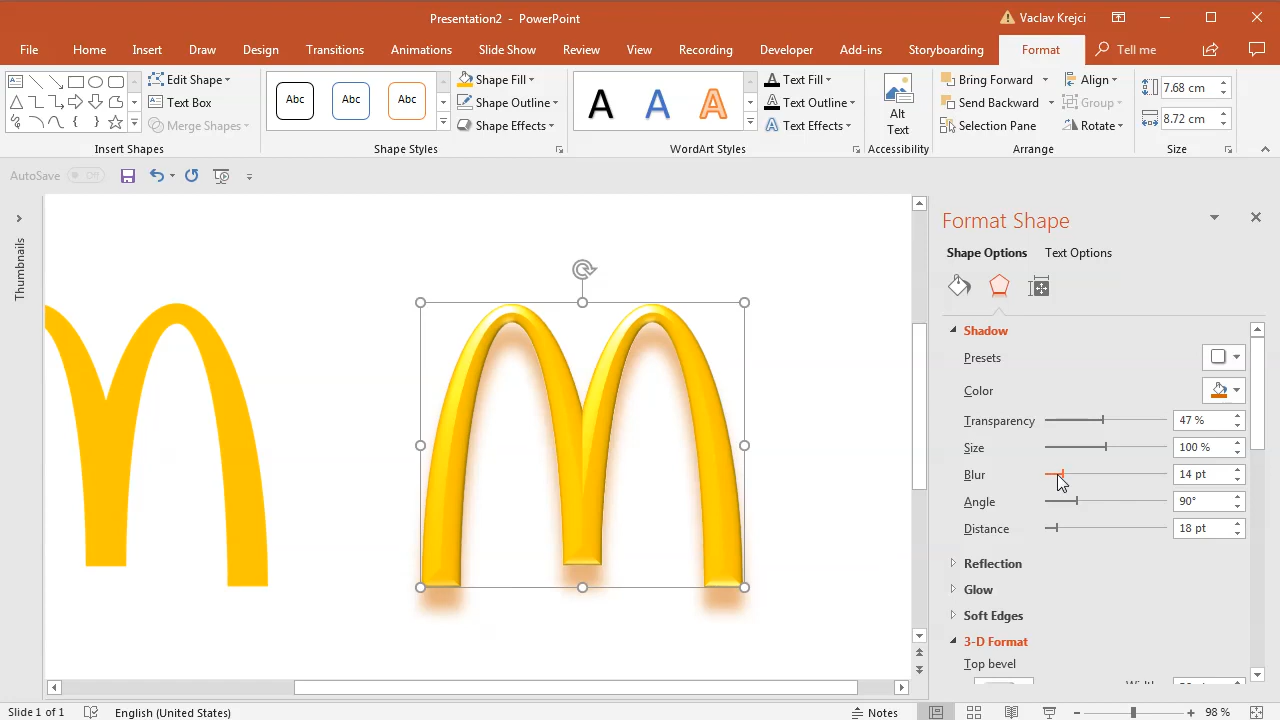 Presentation2 - PowerPoint
Vaclav Krejci
File Home Insert Draw Design Transitions Animations Slide Show Review View Recording Developer Add-ins Storyboarding Format Tell me
Edit Shape
Text Box
Merge Shapes
Insert Shapes
Abc Abc Abc
Shape Fill
Shape Outline
Shape Effects
Shape Styles
A A A
Text Fill
Text Outline
Text Effects
WordArt Styles
Alt
Text
Accessibility
Bring Forward
Send Backward
Selection Pane
Align
Group
Rotate
Arrange
7.68 cm
8.72 cm
Size
AutoSave Off
Thumbnails
Format Shape
Shape Options Text Options
Shadow
Presets
Color
Transparency 47 %
Size 100 %
Blur 14 pt
Angle 90°
Distance 18 pt
Reflection
Glow
Soft Edges
3-D Format
Top bevel
Slide 1 of 1 English (United States) Notes 98 %